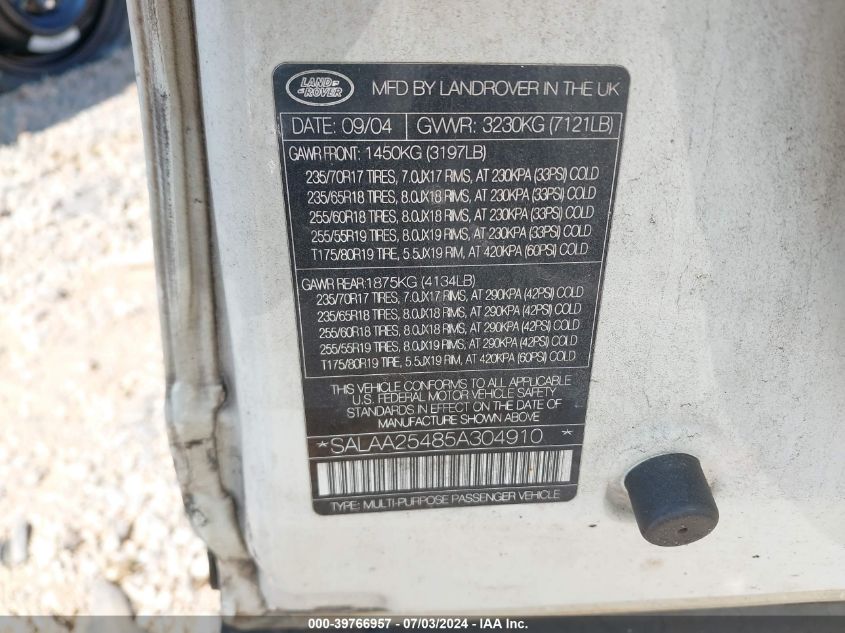 LAND ROVER
MFD BY LANDROVER IN THE UK
DATE: 09/04 GVWR: 3230KG (7121LB)
GAWR FRONT: 1450KG (3197LB)
235/70R17 TIRES, 7.0JX17 RIMS, AT 230KPA (33PSI) COLD
235/65R18 TIRES, 8.0JX18 RIMS, AT 230KPA (33PSI) COLD
255/60R18 TIRES, 8.0JX18 RIMS, AT 230KPA (33PSI) COLD
255/55R19 TIRES, 8.0JX19 RIMS, AT 230KPA (33PSI) COLD
T175/80R19 TIRE, 5.5JX19 RIM, AT 420KPA (60PSI) COLD
GAWR REAR:1875KG (4134LB)
235/70R17 TIRES, 7.0JX17 RIMS, AT 290KPA (42PSI) COLD
235/65R18 TIRES, 8.0JX18 RIMS, AT 290KPA (42PSI) COLD
255/60R18 TIRES, 8.0JX18 RIMS, AT 290KPA (42PSI) COLD
255/55R19 TIRES, 8.0JX19 RIMS, AT 290KPA (42PSI) COLD
T175/80R19 TIRE, 5.5JX19 RIM, AT 420KPA (60PSI) COLD
THIS VEHICLE CONFORMS TO ALL APPLICABLE
U.S. FEDERAL MOTOR VEHICLE SAFETY
STANDARDS IN EFFECT ON THE DATE OF
MANUFACTURE SHOWN ABOVE
*SALAA25485A304910 *
TYPE: MULTI-PURPOSE PASSENGER VEHICLE
000-39766957 - 07/03/2024 - IAAI.com